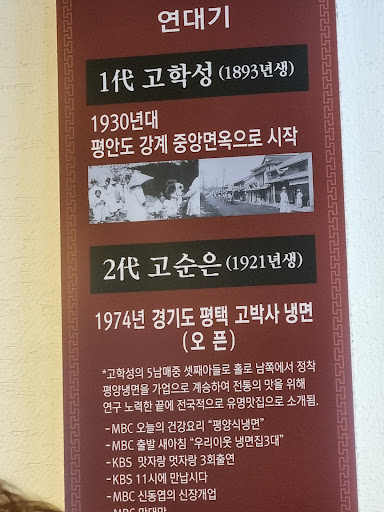 연대기
1代 고학성 (1893년생)
1930년대
평안도 강계 중앙면옥으로 시작
2代 고순은 (1921년생)
1974년 경기도 평택 고박사 냉면
(오 픈)
*고학성의 5남매중 셋째아들로 홀로 남쪽에서 정착
평양냉면을 가업으로 계승하여 전통의 맛을 위해
연구 노력한 끝에 전국적으로 유명맛집으로 소개됨.
-MBC 오늘의 건강요리 "평양식냉면"
-MBC 출발 새아침 "우리이웃 냉면집3대"
-KBS 맛자랑 멋자랑 3회출연
-KBS 11시에 만납시다
-MBC 신동엽의 신장개업
-MBC